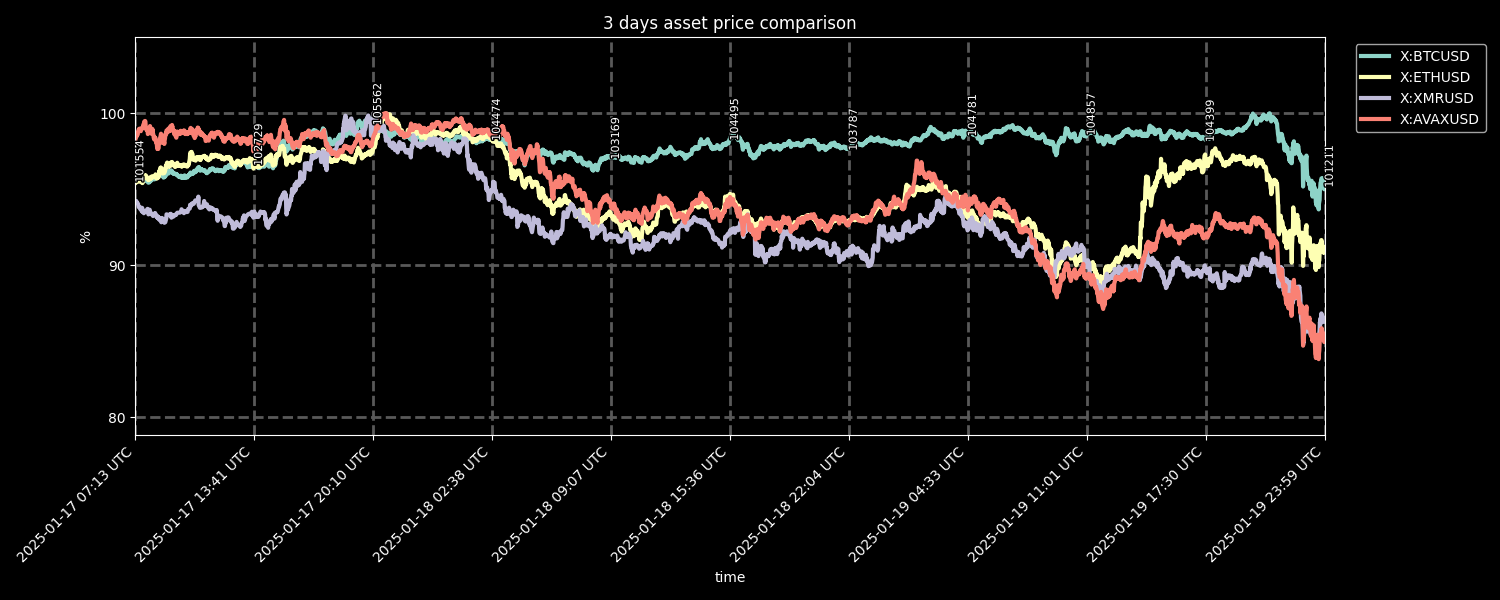 3 days asset price comparison
X:BTCUSD
X:ETHUSD
X:XMRUSD
X:AVAXUSD
%
100
90
80
101554
102729
105562
104474
103169
104495
103787
104781
104857
104399
101211
2025-01-17 07:13 UTC
2025-01-17 13:41 UTC
2025-01-17 20:10 UTC
2025-01-18 02:38 UTC
2025-01-18 09:07 UTC
2025-01-18 15:36 UTC
2025-01-18 22:04 UTC
2025-01-19 04:33 UTC
2025-01-19 11:01 UTC
2025-01-19 17:30 UTC
2025-01-19 23:59 UTC
time